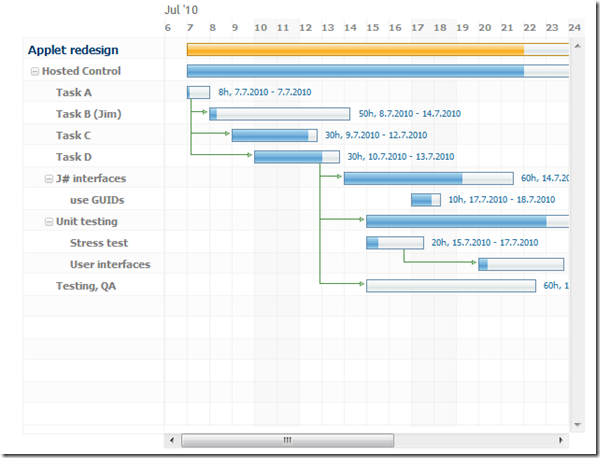 Jul '10
6 7 8 9 10 11 12 13 14 15 16 17 18 19 20 21 22 23 24
Applet redesign
Hosted Control
Task A 8h, 7.7.2010 - 7.7.2010
Task B (Jim) 50h, 8.7.2010 - 14.7.2010
Task C 30h, 9.7.2010 - 12.7.2010
Task D 30h, 10.7.2010 - 13.7.2010
J# interfaces 60h, 14.7.20
use GUIDs 10h, 17.7.2010 - 18.7.2010
Unit testing
Stress test 20h, 15.7.2010 - 17.7.2010
User interfaces
Testing, QA 60h, 1